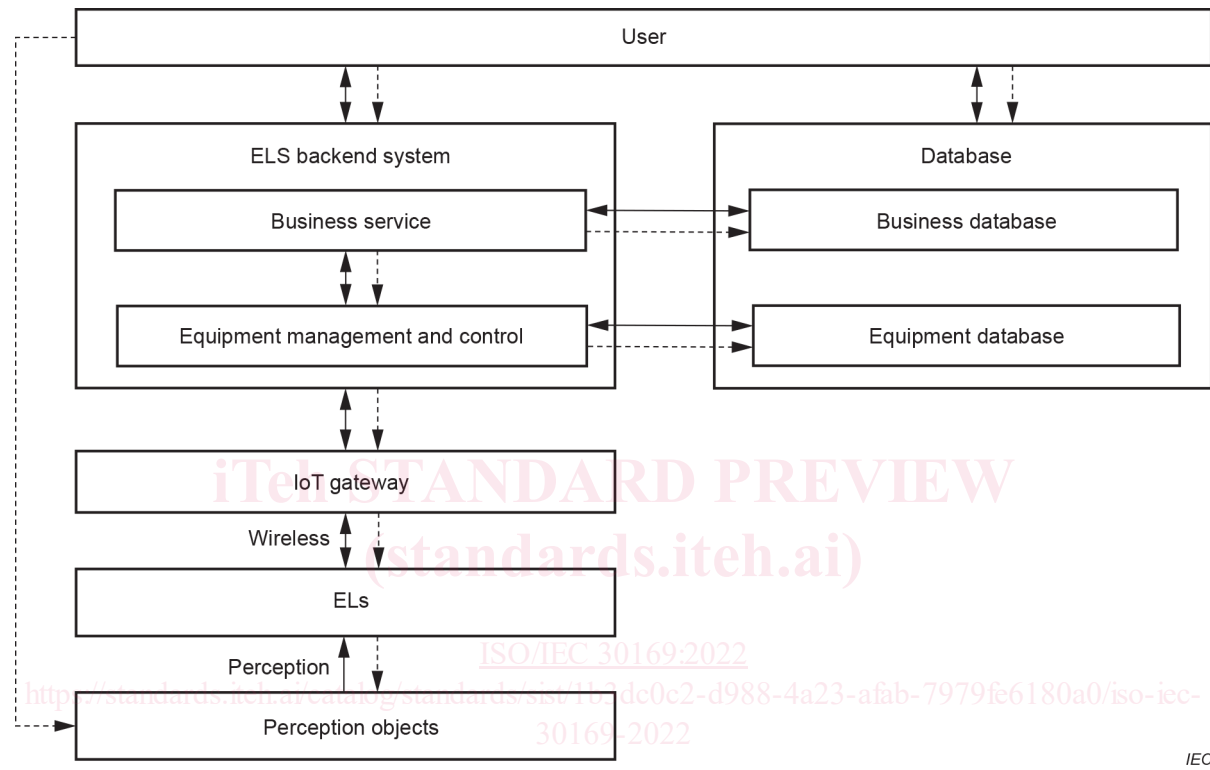 User
ELS backend system
Database
Business service
Business database
Equipment management and control
Equipment database
iTeh STANDARD PREVIEW
IoT gateway
Wireless
(standards.iteh.ai)
ELs
ISO/IEC 30169:2022
Perception
https://standards.iteh.ai/catalog/standards/sist/1b3dc0c2-d988-4a23-afab-7979fe6180a0/iso-iec-
Perception objects
30169-2022
IEC